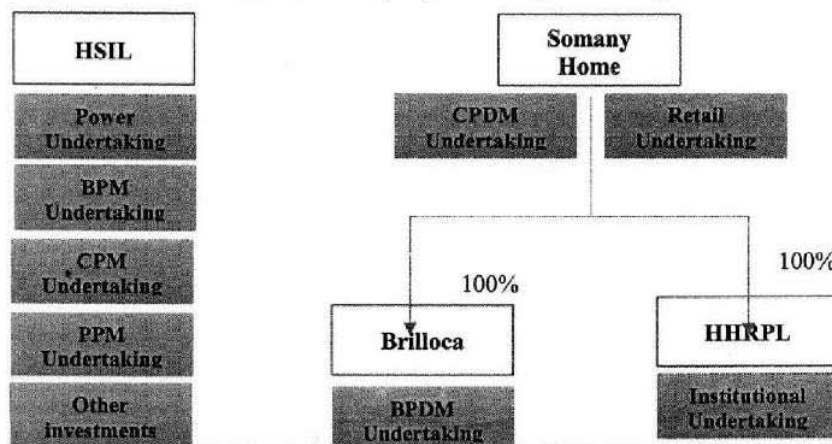 HSIL
Power
Undertaking
BPM
Undertaking
CPM
Undertaking
PPM
Undertaking
Other
investments
Somany
Home
CPDM
Undertaking
Retail
Undertaking
100%
100%
Brilloca
HHRPL
BPDM
Undertaking
Institutional
Undertaking